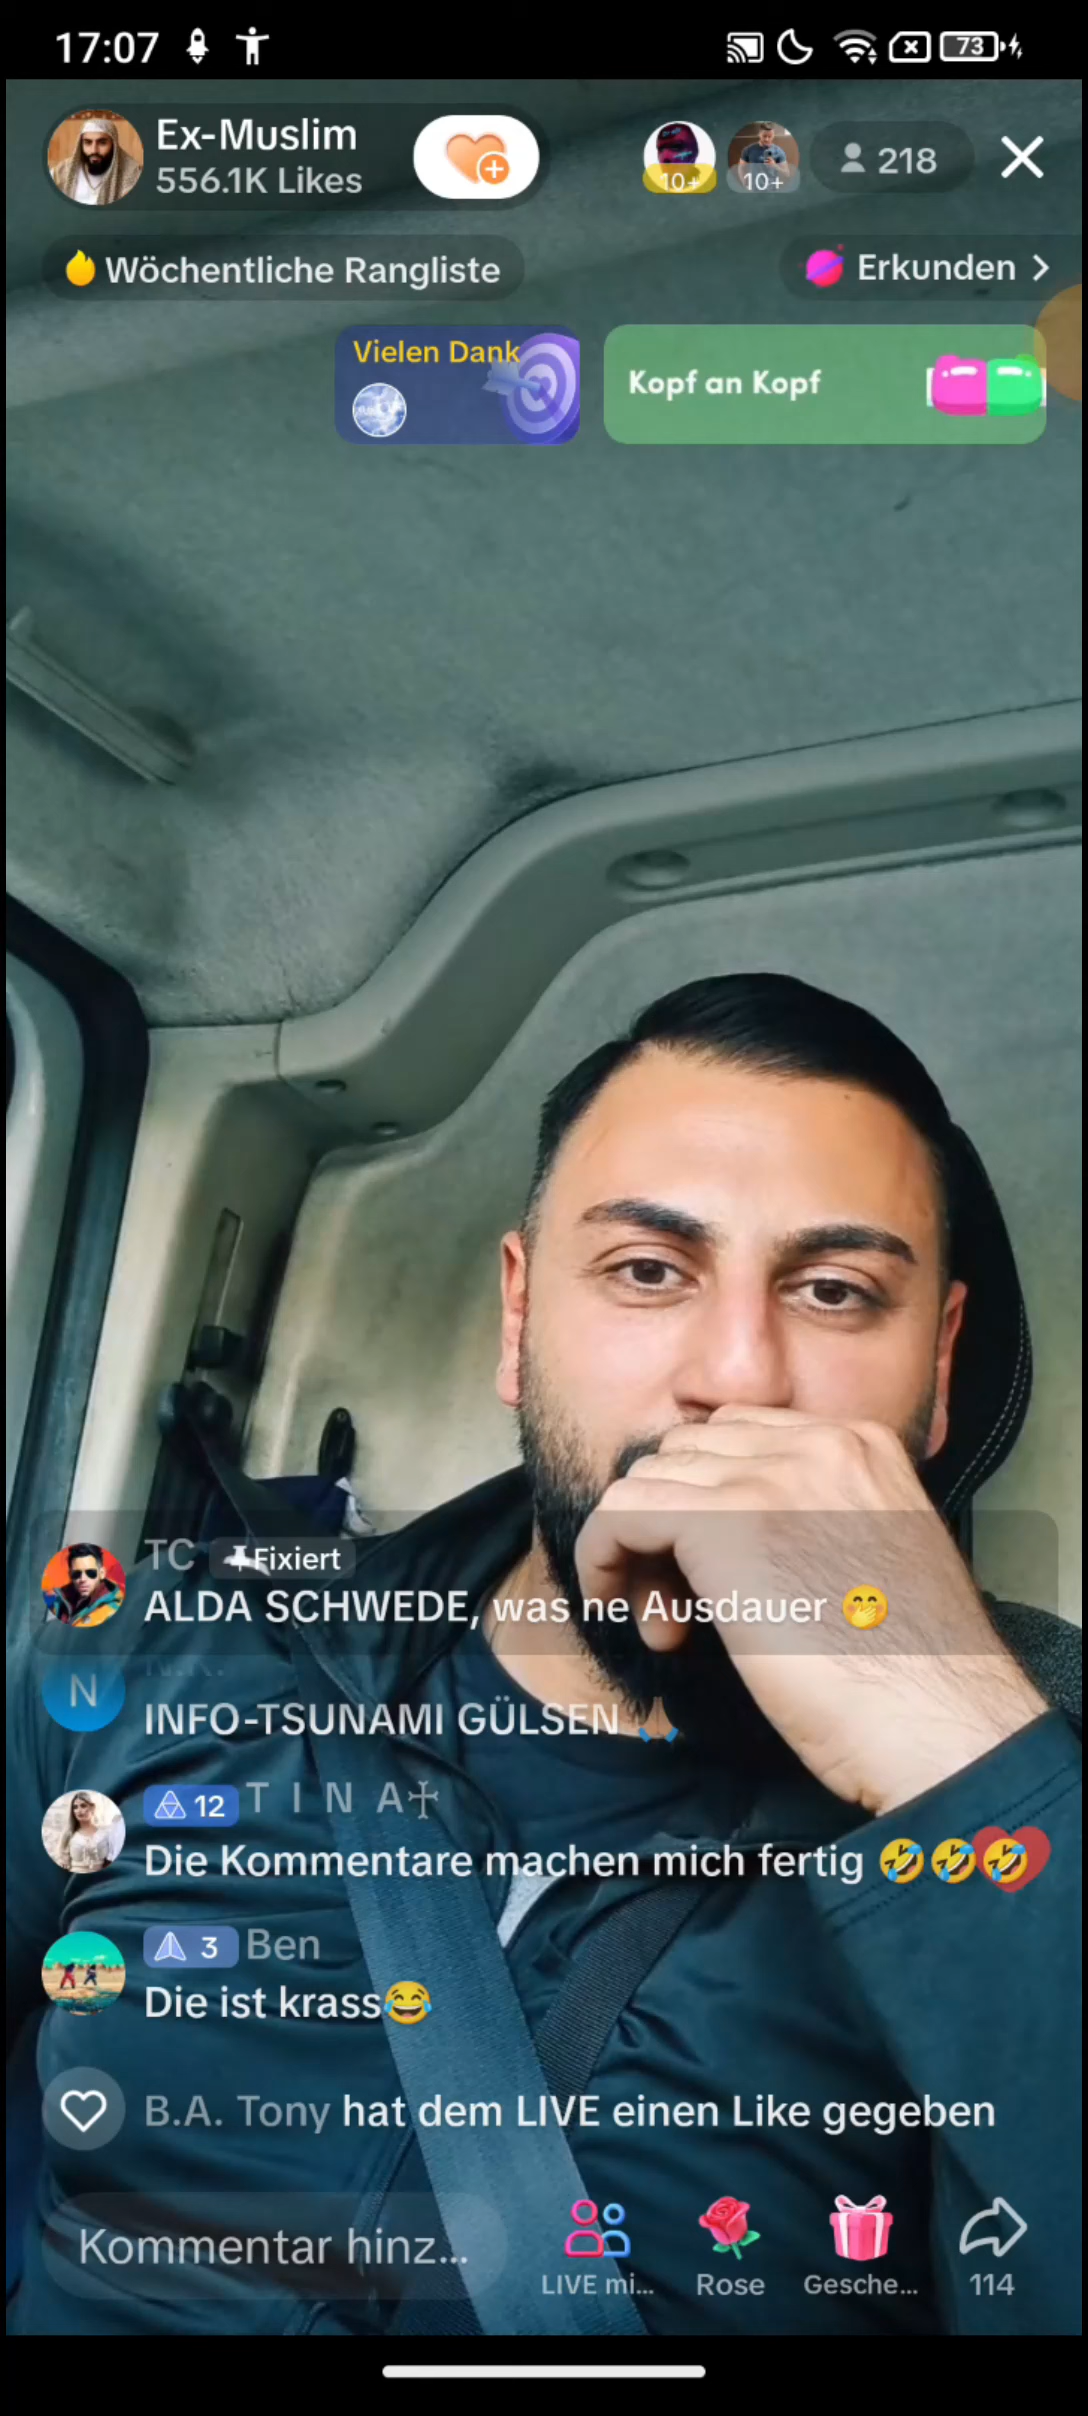 17:07
73
Ex-Muslim
556.1K Likes
10+
10+
218
Wöchentliche Rangliste
Erkunden >
Vielen Dank
Kopf an Kopf
TC Fixiert
ALDA SCHWEDE, was ne Ausdauer 🤭
N
INFO-TSUNAMI GÜLSEN
12 T I N A✢
Die Kommentare machen mich fertig 🤣🤣🤣
3 Ben
Die ist krass😂
B.A. Tony hat dem LIVE einen Like gegeben
Kommentar hinz...
LIVE mi...
Rose
Gesche...
114